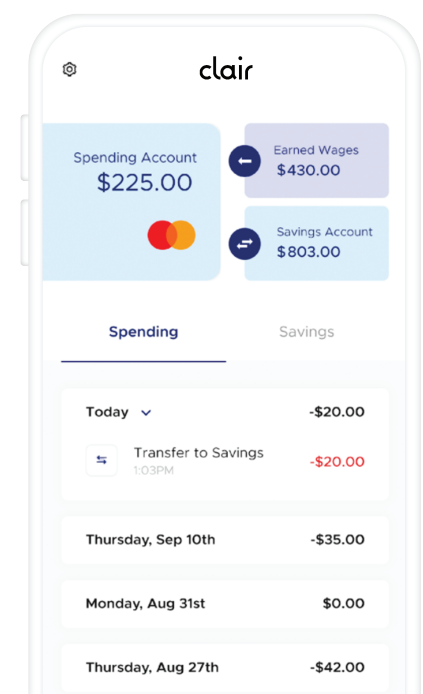 clair
Spending Account
$225.00
Earned Wages
$430.00
Savings Account
$803.00
Spending
Savings
Today -$20.00
Transfer to Savings
1:03PM
-$20.00
Thursday, Sep 10th -$35.00
Monday, Aug 31st $0.00
Thursday, Aug 27th -$42.00